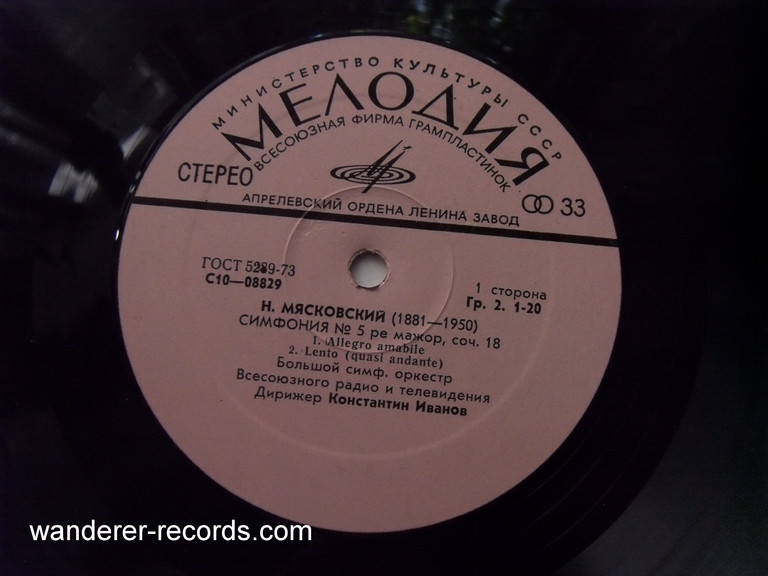 МИНИСТЕРСТВО КУЛЬТУРЫ СССР
МЕЛОДИЯ
ВСЕСОЮЗНАЯ ФИРМА ГРАМПЛАСТИНОК
СТЕРЕО
33
АПРЕЛЕВСКИЙ ОРДЕНА ЛЕНИНА ЗАВОД
ГОСТ 5289-73
С10—08829
1 сторона
Гр. 2. 1-20
Н. МЯСКОВСКИЙ (1881—1950)
СИМФОНИЯ № 5 ре мажор, соч. 18
1. Allegro amabile
2. Lento (quasi andante)
Большой симф. оркестр
Всесоюзного радио и телевидения
Дирижер Константин Иванов
wanderer-records.com